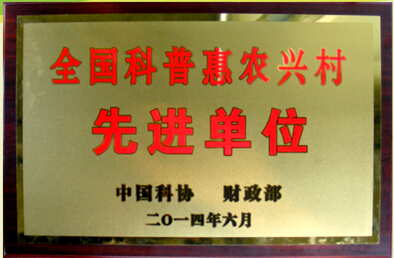 全国科普惠农兴村
先进单位
中国科协 财政部
二〇一四年六月